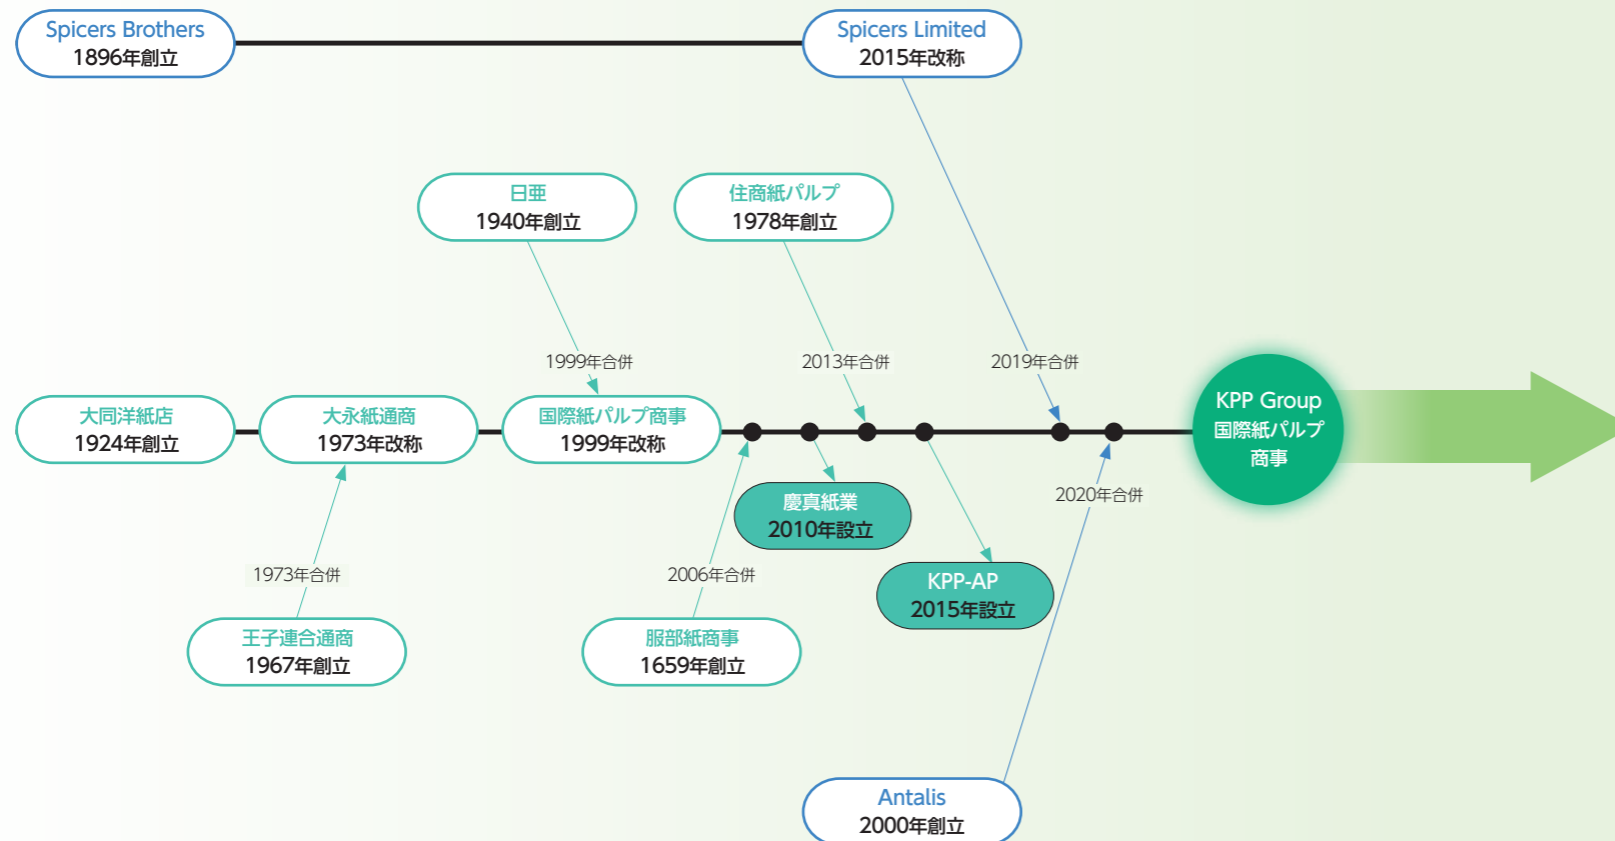 Spicers Brothers
1896年創立
Spicers Limited
2015年改称
日亜
1940年創立
住商紙パルプ
1978年創立
1999年合併
2013年合併
2019年合併
大同洋紙店
1924年創立
大永紙通商
1973年改称
国際紙パルプ商事
1999年改称
KPP Group
国際紙パルプ
商事
慶真紙業
2010年設立
2020年合併
1973年合併
2006年合併
KPP-AP
2015年設立
王子連合通商
1967年創立
服部紙商事
1659年創立
Antalis
2000年創立